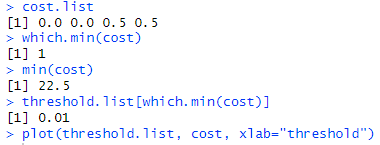 > cost.list
[1] 0.0 0.0 0.5 0.5
> which.min(cost)
[1] 1
> min(cost)
[1] 22.5
> threshold.list[which.min(cost)]
[1] 0.01
> plot(threshold.list, cost, xlab="threshold")